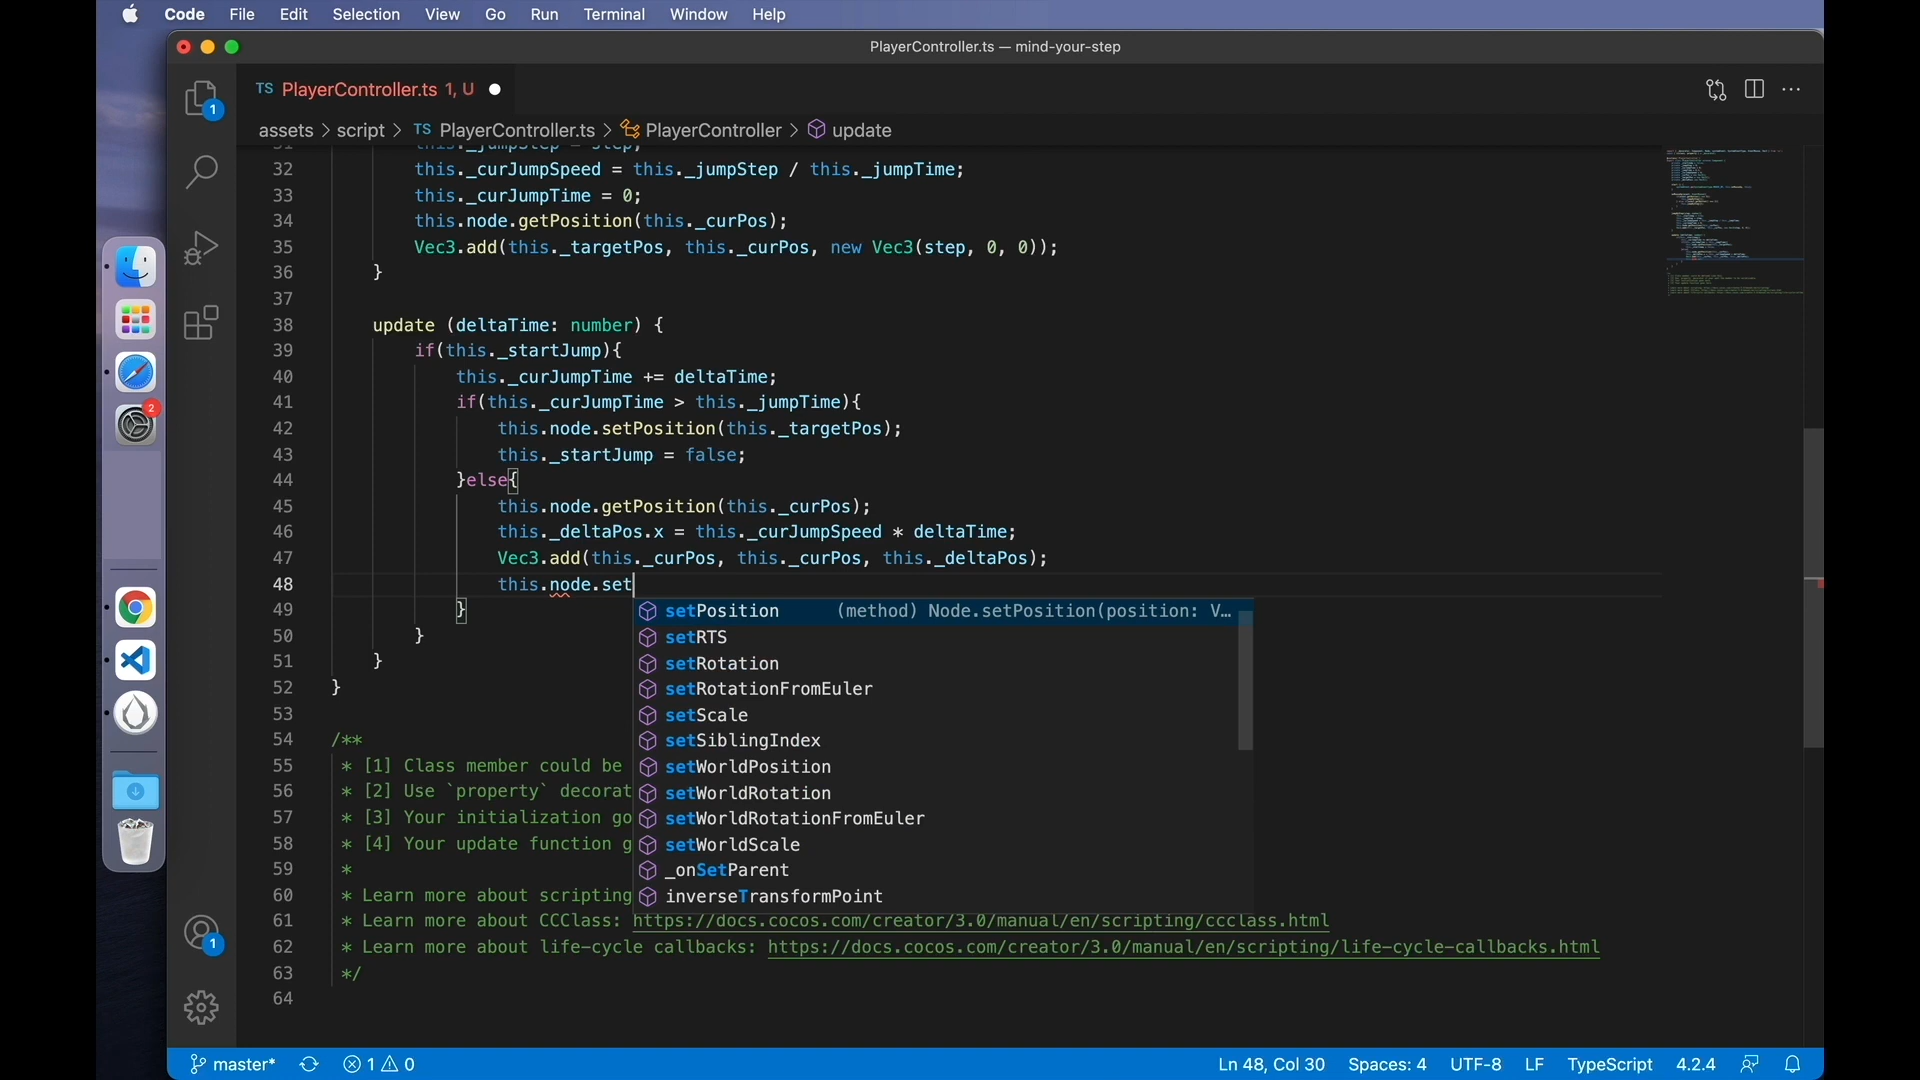 Code File Edit Selection View Go Run Terminal Window Help
PlayerController.ts — mind-your-step
TS PlayerController.ts 1, U
assets > script > TS PlayerController.ts > PlayerController > update
31 this._jumpStep = step;
32 this._curJumpSpeed = this._jumpStep / this._jumpTime;
33 this._curJumpTime = 0;
34 this.node.getPosition(this._curPos);
35 Vec3.add(this._targetPos, this._curPos, new Vec3(step, 0, 0));
36 }
37
38 update (deltaTime: number) {
39 if(this._startJump){
40 this._curJumpTime += deltaTime;
41 if(this._curJumpTime > this._jumpTime){
42 this.node.setPosition(this._targetPos);
43 this._startJump = false;
44 }else{
45 this.node.getPosition(this._curPos);
46 this._deltaPos.x = this._curJumpSpeed * deltaTime;
47 Vec3.add(this._curPos, this._curPos, this._deltaPos);
48 this.node.set
49 }
50 }
51 }
52 }
53
54 /**
55 * [1] Class member could be
56 * [2] Use `property` decorat
57 * [3] Your initialization go
58 * [4] Your update function g
59 *
60 * Learn more about scripting
61 * Learn more about CCClass: https://docs.cocos.com/creator/3.0/manual/en/scripting/ccclass.html
62 * Learn more about life-cycle callbacks: https://docs.cocos.com/creator/3.0/manual/en/scripting/life-cycle-callbacks.html
63 */
64
setPosition (method) Node.setPosition(position: V…
setRTS
setRotation
setRotationFromEuler
setScale
setSiblingIndex
setWorldPosition
setWorldRotation
setWorldRotationFromEuler
setWorldScale
_onSetParent
inverseTransformPoint
1
2
1
master* 1 0 Ln 48, Col 30 Spaces: 4 UTF-8 LF TypeScript 4.2.4